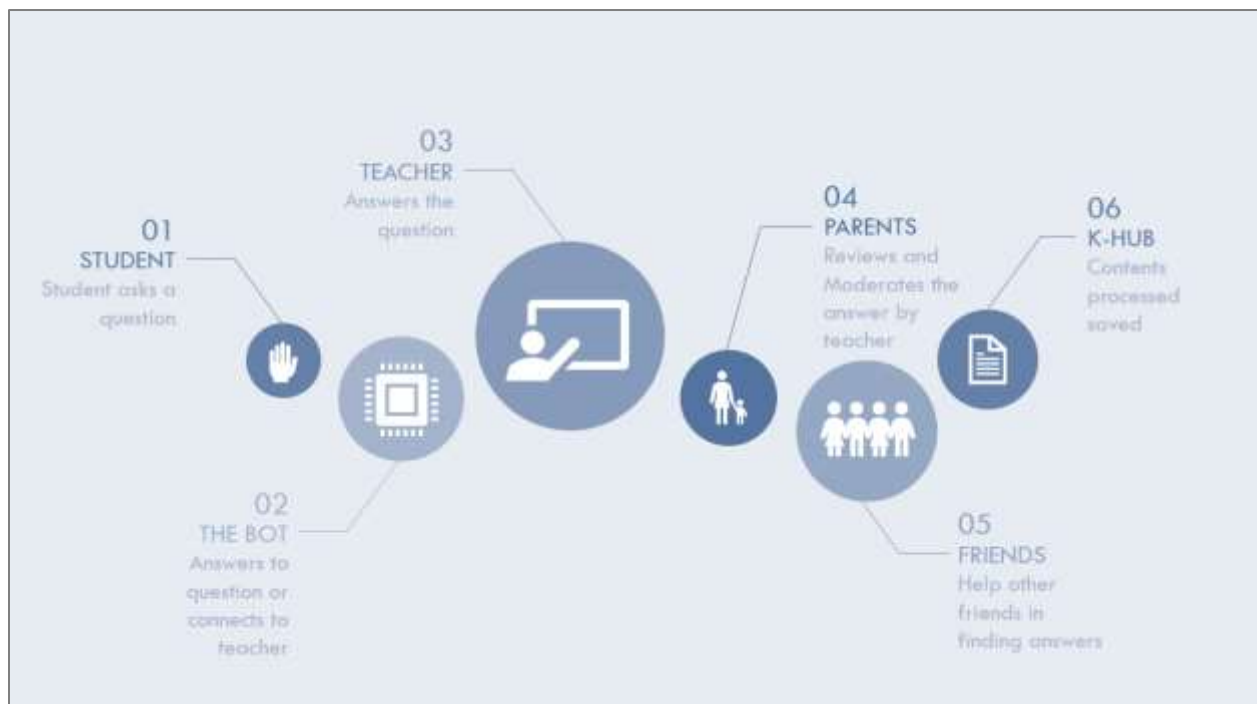 01
STUDENT
Student asks a
question
02
THE BOT
Answers to
question or
connects to
teacher
03
TEACHER
Answers the
question
04
PARENTS
Reviews and
Moderates the
answer by
teacher
05
FRIENDS
Help other
friends in
finding answers
06
K-HUB
Contents
processed
saved